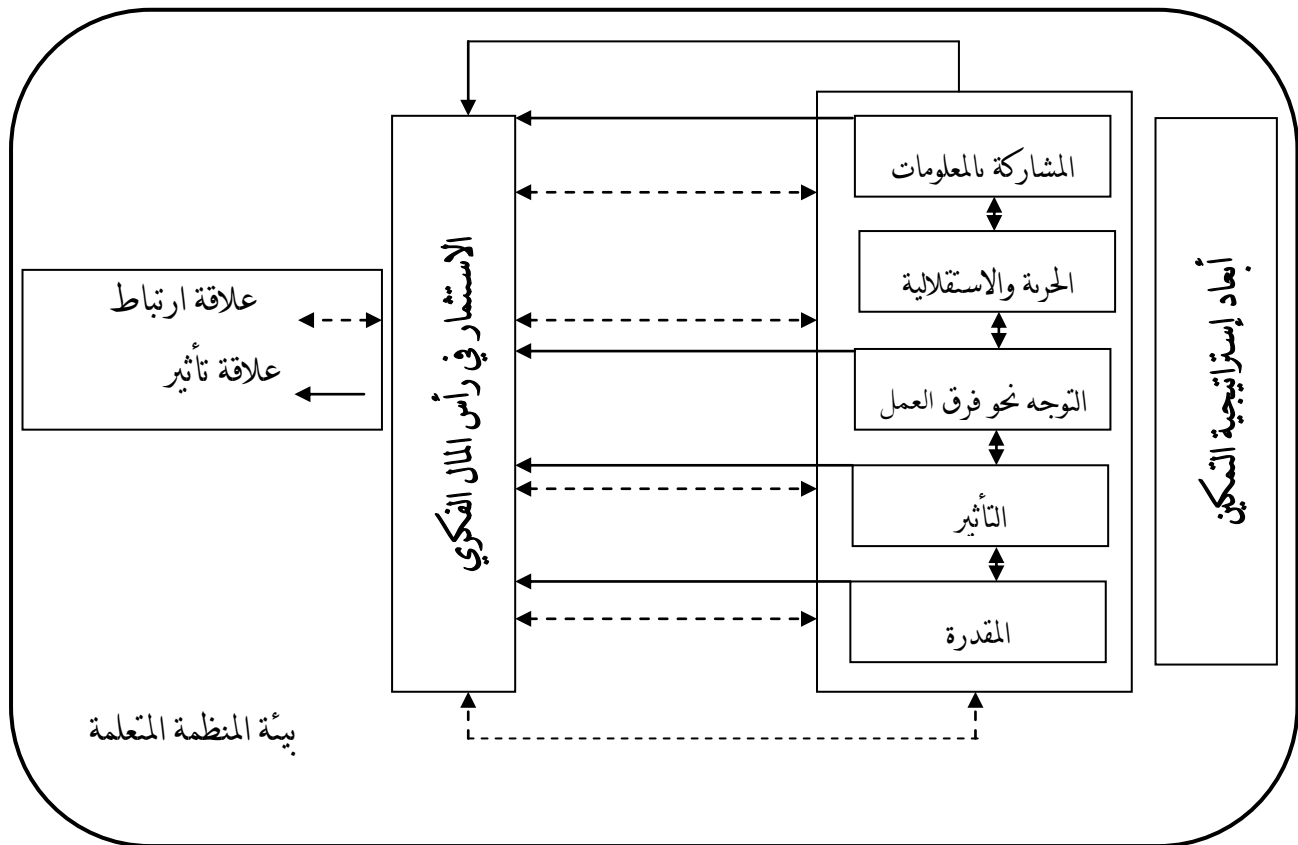 أبعاد إستراتيجية التمكين
المشاركة بالمعلومات
الحرية والاستقلالية
التوجه نحو فرق العمل
التأثير
المقدرة
الاستثمار في رأس المال الفكري
علاقة ارتباط
علاقة تأثير
بيئة المنظمة المتعلمة